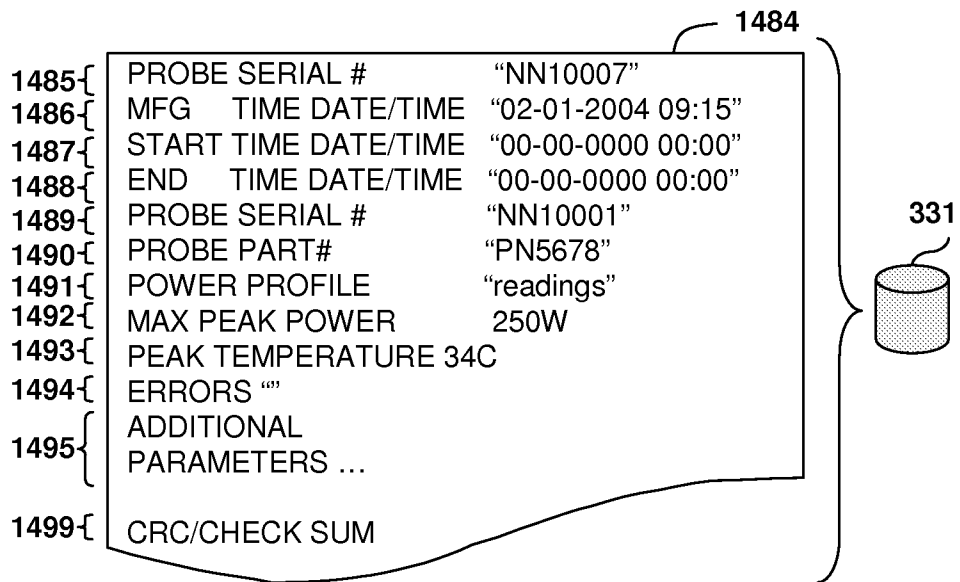 1484
1485{ PROBE SERIAL # “NN10007”
1486{ MFG TIME DATE/TIME “02-01-2004 09:15”
1487{ START TIME DATE/TIME “00-00-0000 00:00”
1488{ END TIME DATE/TIME “00-00-0000 00:00”
1489{ PROBE SERIAL # “NN10001”
331
1490{ PROBE PART# “PN5678”
1491{ POWER PROFILE “readings”
1492{ MAX PEAK POWER 250W
1493{ PEAK TEMPERATURE 34C
1494{ ERRORS “”
1495{ ADDITIONAL
PARAMETERS …
1499{ CRC/CHECK SUM